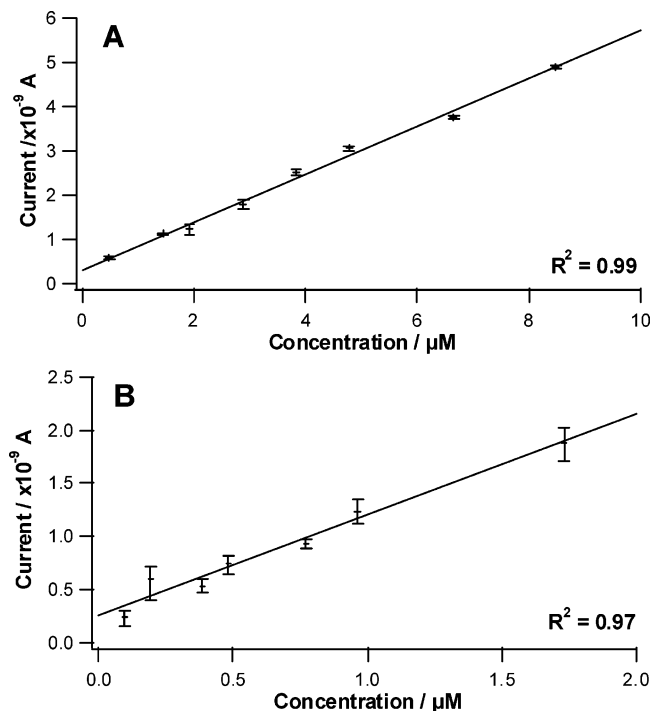 A
6
5
4
3
2
1
0
Current /x10⁻⁹ A
R² = 0.99
0 2 4 6 8 10
Concentration / µM
B
2.5
2.0
1.5
1.0
0.5
0.0
Current / x10⁻⁹ A
R² = 0.97
0.0 0.5 1.0 1.5 2.0
Concentration / µM